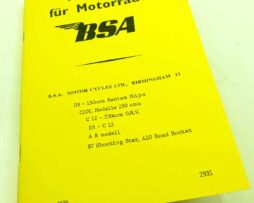 für Motorrad
BSA
B.S.A. MOTOR CYCLES LTD., BIRMINGHAM 11
D3 - 150ccm Bantam Major
C10L Modelle 250 ccm
C 12 - 250ccm O.H.V.
D3 - C 12
A B modell
S7 Shooting Star, A10 Road Rocket
2931